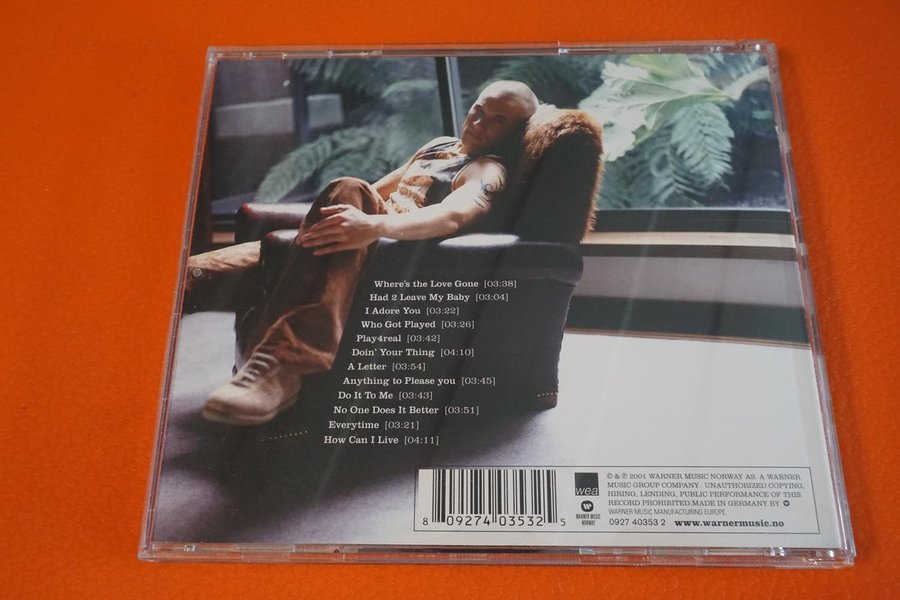 Where's the Love Gone [03:38]
Had 2 Leave My Baby [03:04]
I Adore You [03:22]
Who Got Played [03:26]
Play4real [03:42]
Doin' Your Thing [04:10]
A Letter [03:54]
Anything to Please you [03:45]
Do It To Me [03:43]
No One Does It Better [03:51]
Everytime [03:21]
How Can I Live [04:11]
8 09274 03532 5
wea
WARNER MUSIC
NORWAY
© & ℗ 2001 WARNER MUSIC NORWAY AS. A WARNER
MUSIC GROUP COMPANY. UNAUTHORIZED COPYING,
HIRING, LENDING, PUBLIC PERFORMANCE OF THIS
RECORD PROHIBITED.MADE IN GERMANY BY
WARNER MUSIC MANUFACTURING EUROPE.
0927 40353 2 www.warnermusic.no